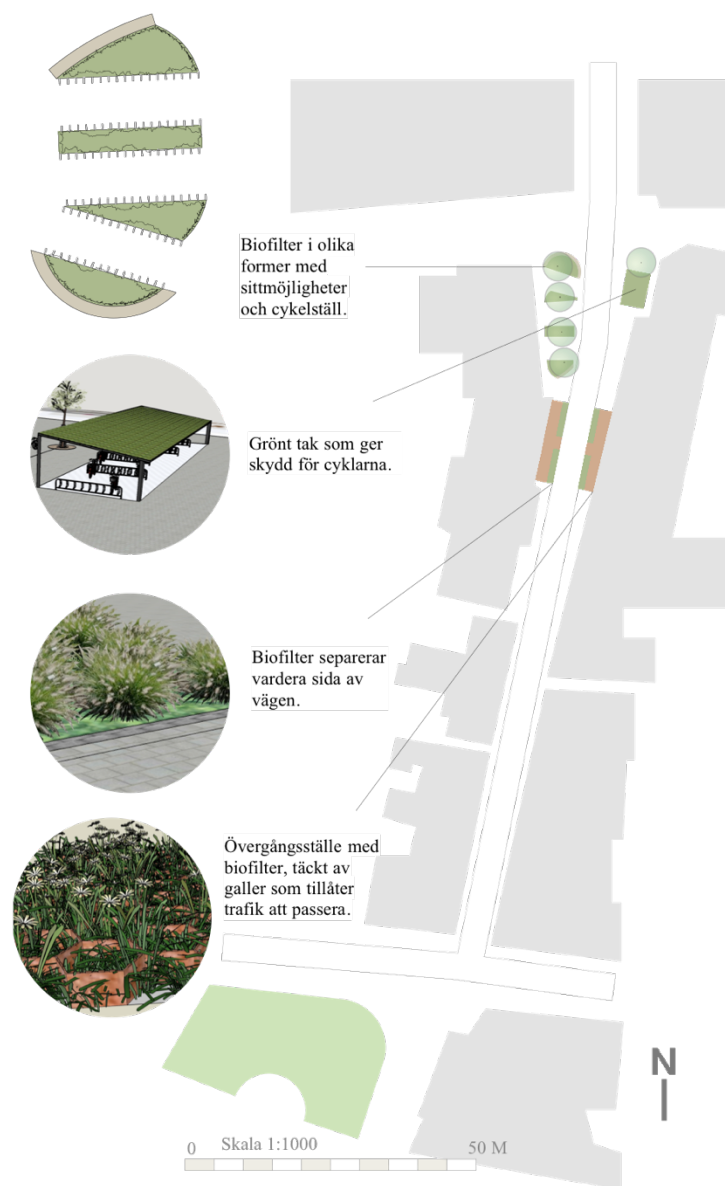 Biofilter i olika
former med
sittmöjligheter
och cykelställ.
Grönt tak som ger
skydd för cyklarna.
Biofilter separerar
vardera sida av
vägen.
Övergångsställe med
biofilter, täckt av
galler som tillåter
trafik att passera.
N
0 Skala 1:1000 50 M